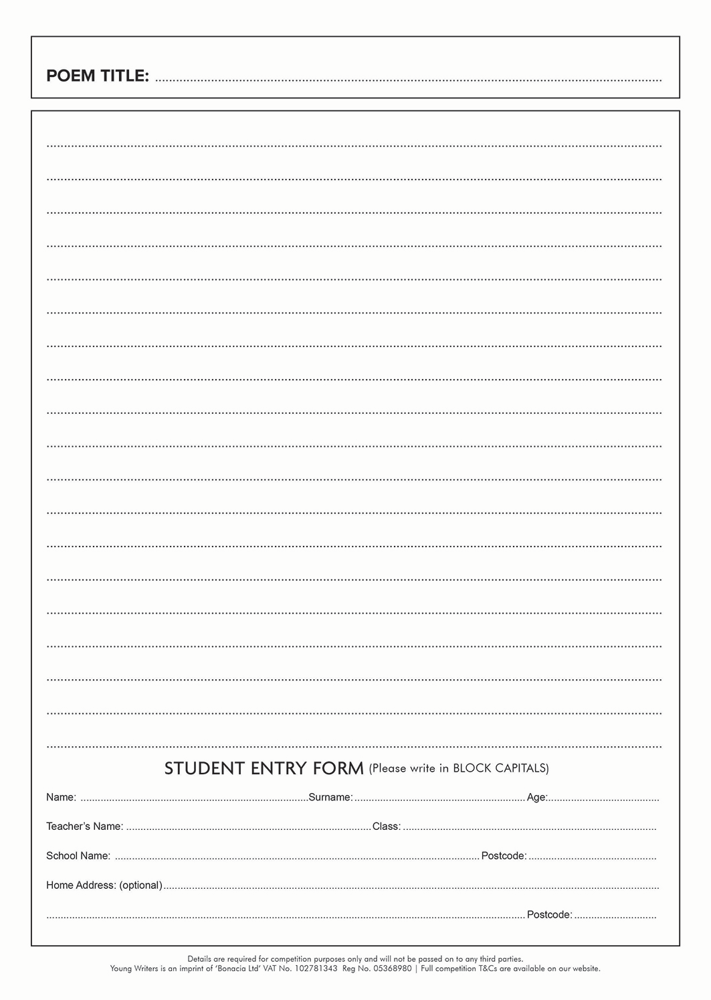 POEM TITLE:
STUDENT ENTRY FORM (Please write in BLOCK CAPITALS)
Name: Surname: Age:
Teacher’s Name: Class:
School Name: Postcode:
Home Address: (optional)
Postcode:
Details are required for competition purposes only and will not be passed on to any third parties.
Young Writers is an imprint of ‘Bonacia Ltd’ VAT No. 102781343 Reg No. 05368980 | Full competition T&Cs are available on our website.